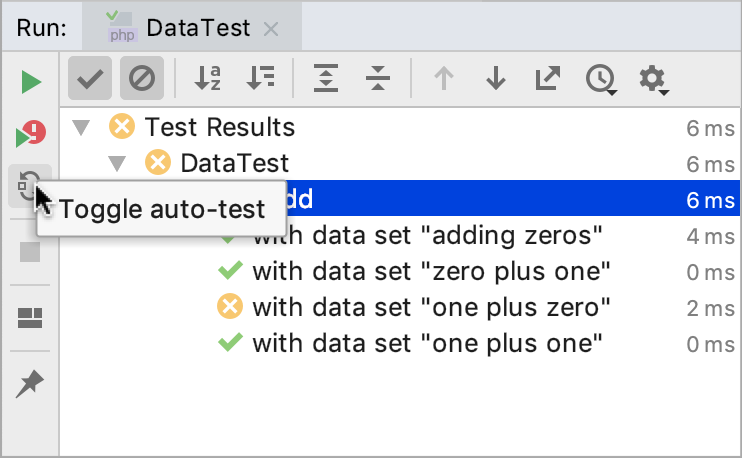 Run: php DataTest
Test Results 6 ms
DataTest 6 ms
dd 6 ms
Toggle auto-test
with data set "adding zeros" 4 ms
with data set "zero plus one" 0 ms
with data set "one plus zero" 2 ms
with data set "one plus one" 0 ms